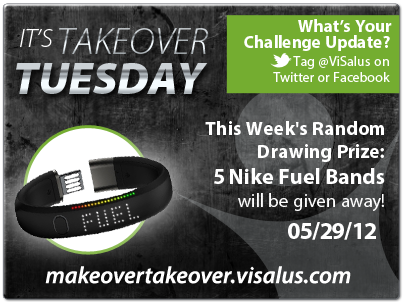 IT'S TAKEOVER
TUESDAY
What's Your
Challenge Update?
Tag @ViSalus on
Twitter or Facebook
This Week's Random
Drawing Prize:
5 Nike Fuel Bands
will be given away!
05/29/12
FUEL
makeovertakeover.visalus.com